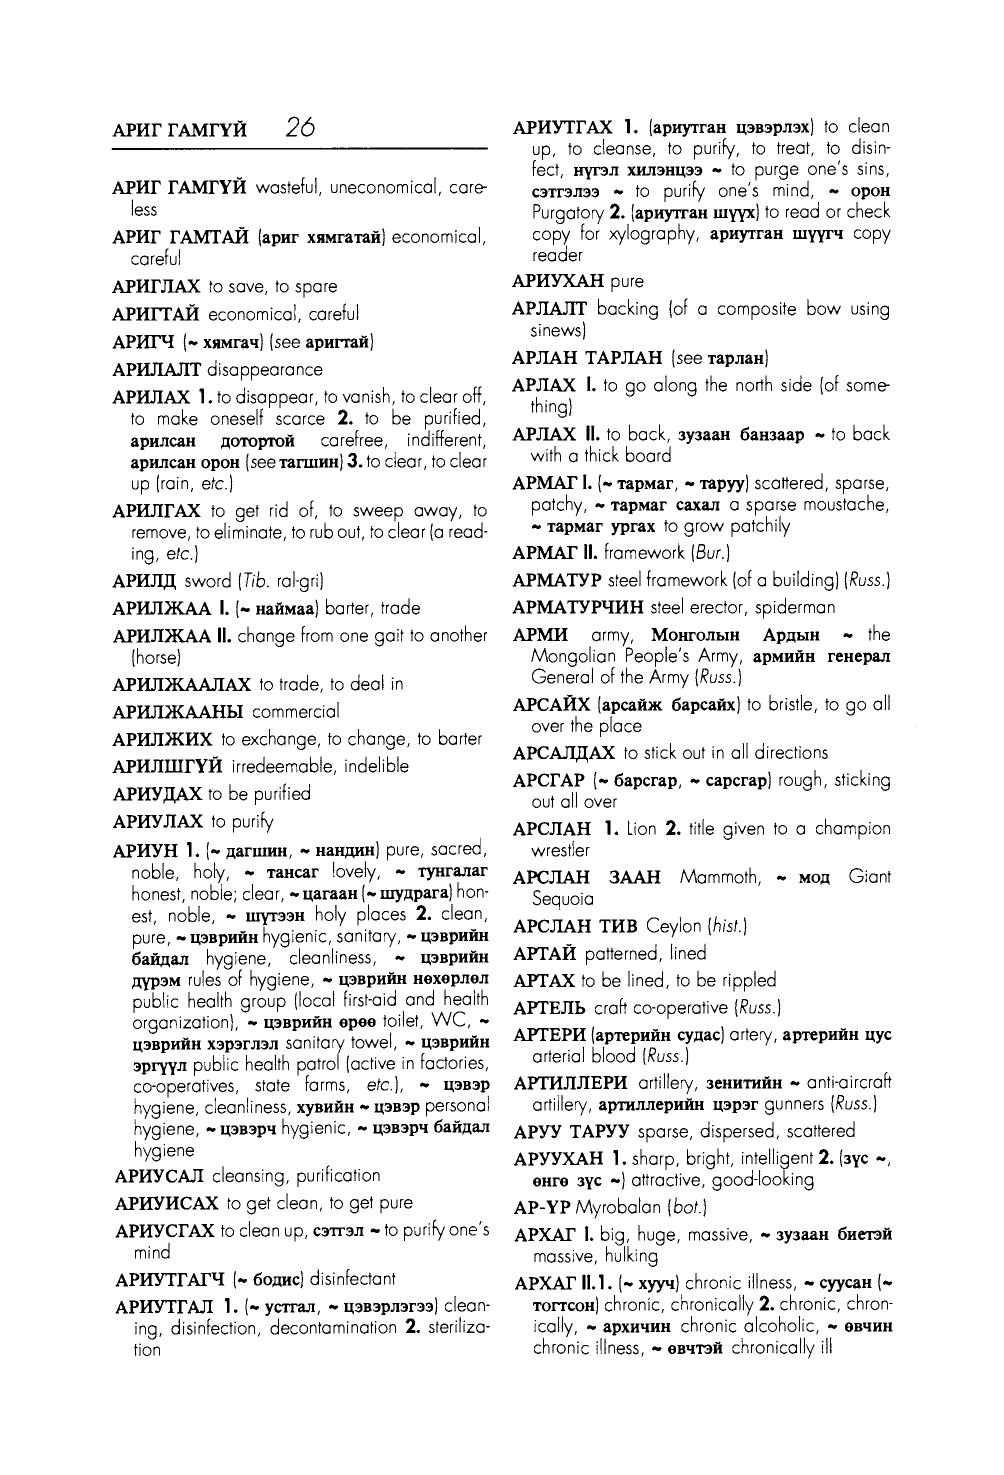 АРИГ ГАМГҮЙ 26
АРИГ ГАМГҮЙ wasteful, uneconomical, care-
less
АРИГ ГАМТАЙ (ариг хямгатай) economical,
careful
АРИГЛАХ to save, to spare
АРИГТАЙ economical, careful
АРИГЧ (~ хямгач) (see аригтай)
АРИЛАЛТ disappearance
АРИЛАХ 1. to disappear, to vanish, to clear off,
to make oneself scarce 2. to be purified,
арилсан дотортой carefree, indifferent,
арилсан орон (see тагшин) 3. to clear, to clear
up (rain, etc.)
АРИЛГАХ to get rid of, to sweep away, to
remove, to eliminate, to rub out, to clear (a read-
ing, etc.)
АРИЛД sword (Tib. ral-gri)
АРИЛЖАА I. (~ наймаа) barter, trade
АРИЛЖАА II. change from one gait to another
(horse)
АРИЛЖААЛАХ to trade, to deal in
АРИЛЖААНЫ commercial
АРИЛЖИХ to exchange, to change, to barter
АРИЛШГҮЙ irredeemable, indelible
АРИУДАХ to be purified
АРИУЛАХ to purify
АРИУН 1. (~ дагшин, ~ нандин) pure, sacred,
noble, holy, ~ тансаг lovely, ~ тунгалаг
honest, noble; clear, ~ цагаан (~ шудрага) hon-
est, noble, ~ шүтээн holy places 2. clean,
pure, ~ цэврийн hygienic, sanitary, ~ цэврийн
байдал hygiene, cleanliness, ~ цэврийн
дүрэм rules of hygiene, ~ цэврийн нөхөрлөл
public health group (local first-aid and health
organization), ~ цэврийн өрөө toilet, WC, ~
цэврийн хэрэглэл sanitary towel, ~ цэврийн
эргүүл public health patrol (active in factories,
co-operatives, state farms, etc.), ~ цэвэр
hygiene, cleanliness, хувийн ~ цэвэр personal
hygiene, ~ цэвэрч hygienic, ~ цэвэрч байдал
hygiene
АРИУСАЛ cleansing, purification
АРИУИСАХ to get clean, to get pure
АРИУСГАХ to clean up, сэтгэл ~ to purify one's
mind
АРИУТГАГЧ (~ бодис) disinfectant
АРИУТГАЛ 1. (~ устгал, ~ цэвэрлэгээ) clean-
ing, disinfection, decontamination 2. steriliza-
tion
АРИУТГАХ 1. (ариутган цэвэрлэх) to clean
up, to cleanse, to purify, to treat, to disin-
fect, нүгэл хилэнцээ ~ to purge one's sins,
сэтгэлээ ~ to purify one's mind, ~ орон
Purgatory 2. (ариутган шүүх) to read or check
copy for xylography, ариутган шүүгч copy
reader
АРИУХАН pure
АРЛАЛТ backing (of a composite bow using
sinews)
АРЛАН ТАРЛАН (see тарлан)
АРЛАХ I. to go along the north side (of some-
thing)
АРЛАХ II. to back, зузаан банзаар ~ to back
with a thick board
АРМАГ I. (~ тармаг, ~ таруу) scattered, sparse,
patchy, ~ тармаг сахал a sparse moustache,
~ тармаг ургах to grow patchily
АРМАГ II. framework (Bur.)
АРМАТУР steel framework (of a building) (Russ.)
АРМАТУРЧИН steel erector, spiderman
АРМИ army, Монголын Ардын ~ the
Mongolian People's Army, армийн генерал
General of the Army (Russ.)
АРСАЙХ (арсайж барсайх) to bristle, to go all
over the place
АРСАЛДАХ to stick out in all directions
АРСГАР (~ барсгар, ~ сарсгар) rough, sticking
out all over
АРСЛАН 1. Lion 2. title given to a champion
wrestler
АРСЛАН ЗААН Mammoth, ~ мод Giant
Sequoia
АРСЛАН ТИВ Ceylon (hist.)
АРТАЙ patterned, lined
АРТАХ to be lined, to be rippled
АРТЕЛЬ craft co-operative (Russ.)
АРТЕРИ (артерийн судас) artery, артерийн цус
arterial blood (Russ.)
АРТИЛЛЕРИ artillery, зенитийн ~ anti-aircraft
artillery, артиллерийн цэрэг gunners (Russ.)
АРУУ ТАРУУ sparse, dispersed, scattered
АРУУХАН 1. sharp, bright, intelligent 2. (зүс ~,
өнгө зүс ~) attractive, good-looking
АР-ҮР Myrobalan (bot.)
АРХАГ I. big, huge, massive, ~ зузаан биетэй
massive, hulking
АРХАГ II.1. (~ хууч) chronic illness, ~ суусан (~
тогтсон) chronic, chronically 2. chronic, chron-
ically, ~ архичин chronic alcoholic, ~ өвчин
chronic illness, ~ өвчтэй chronically ill